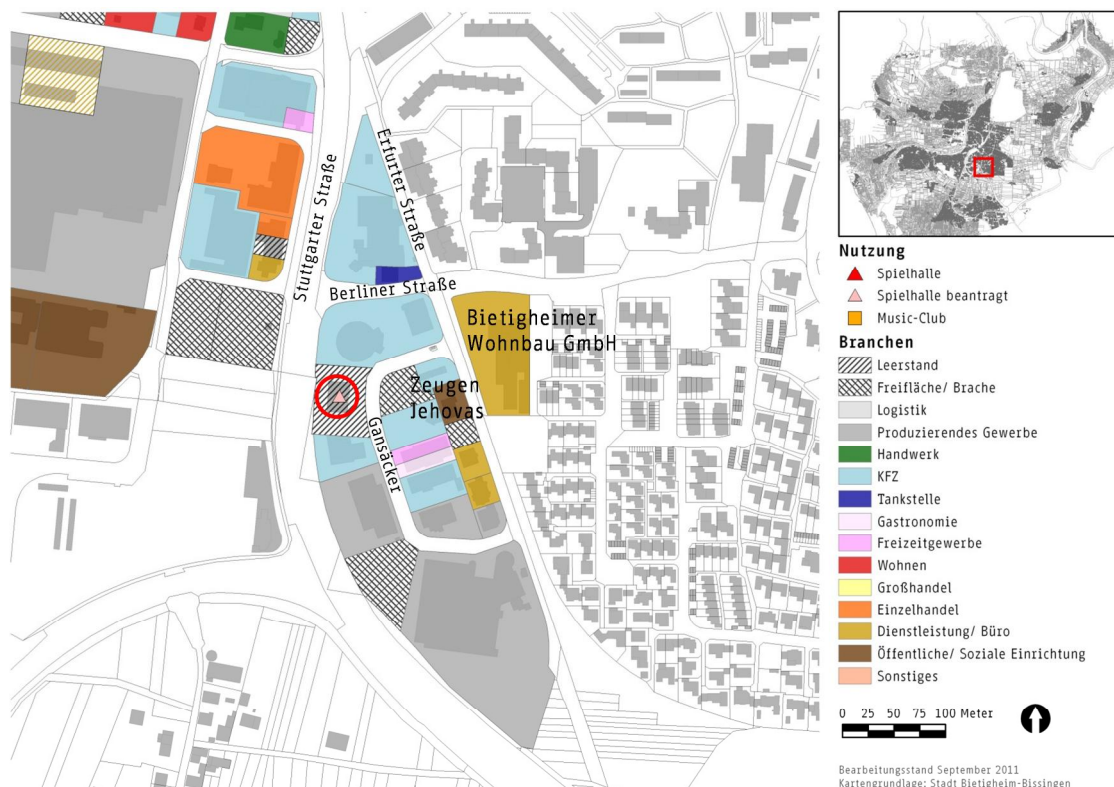 Erfurter Straße
Stuttgarter Straße
Berliner Straße
Bietigheimer
Wohnbau GmbH
Zeugen
Jehovas
Gansäcker
Nutzung
Spielhalle
Spielhalle beantragt
Music-Club
Branchen
Leerstand
Freifläche/ Brache
Logistik
Produzierendes Gewerbe
Handwerk
KFZ
Tankstelle
Gastronomie
Freizeitgewerbe
Wohnen
Großhandel
Einzelhandel
Dienstleistung/ Büro
Öffentliche/ Soziale Einrichtung
Sonstiges
0 25 50 75 100 Meter
Bearbeitungsstand September 2011
Kartengrundlage: Stadt Bietigheim-Bissingen